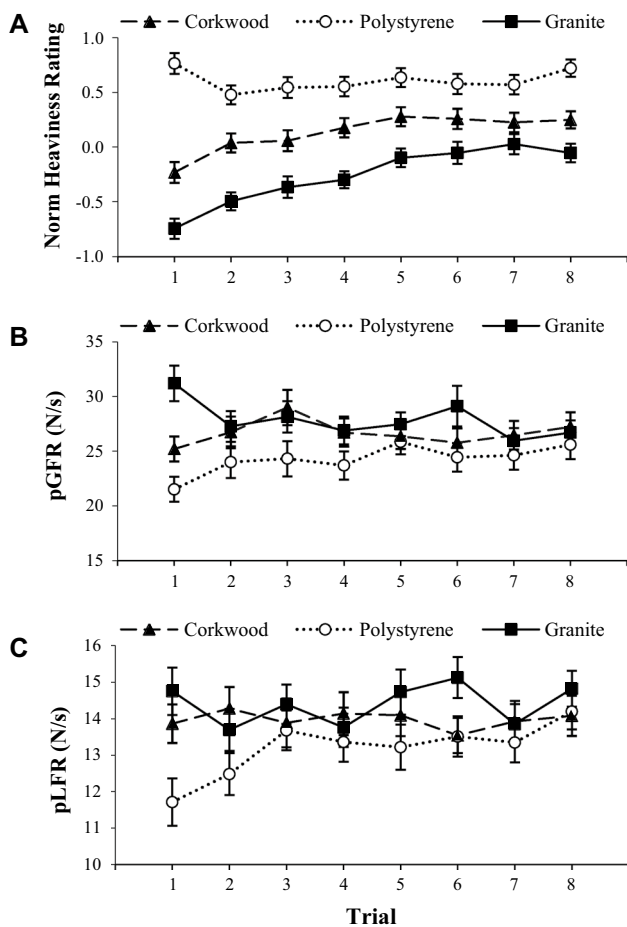 A
Corkwood Polystyrene Granite
Norm Heaviness Rating
1.0
0.5
0.0
-0.5
-1.0
1 2 3 4 5 6 7 8
B
Corkwood Polystyrene Granite
pGFR (N/s)
35
30
25
20
15
1 2 3 4 5 6 7 8
C
Corkwood Polystyrene Granite
pLFR (N/s)
16
15
14
13
12
11
10
1 2 3 4 5 6 7 8
Trial